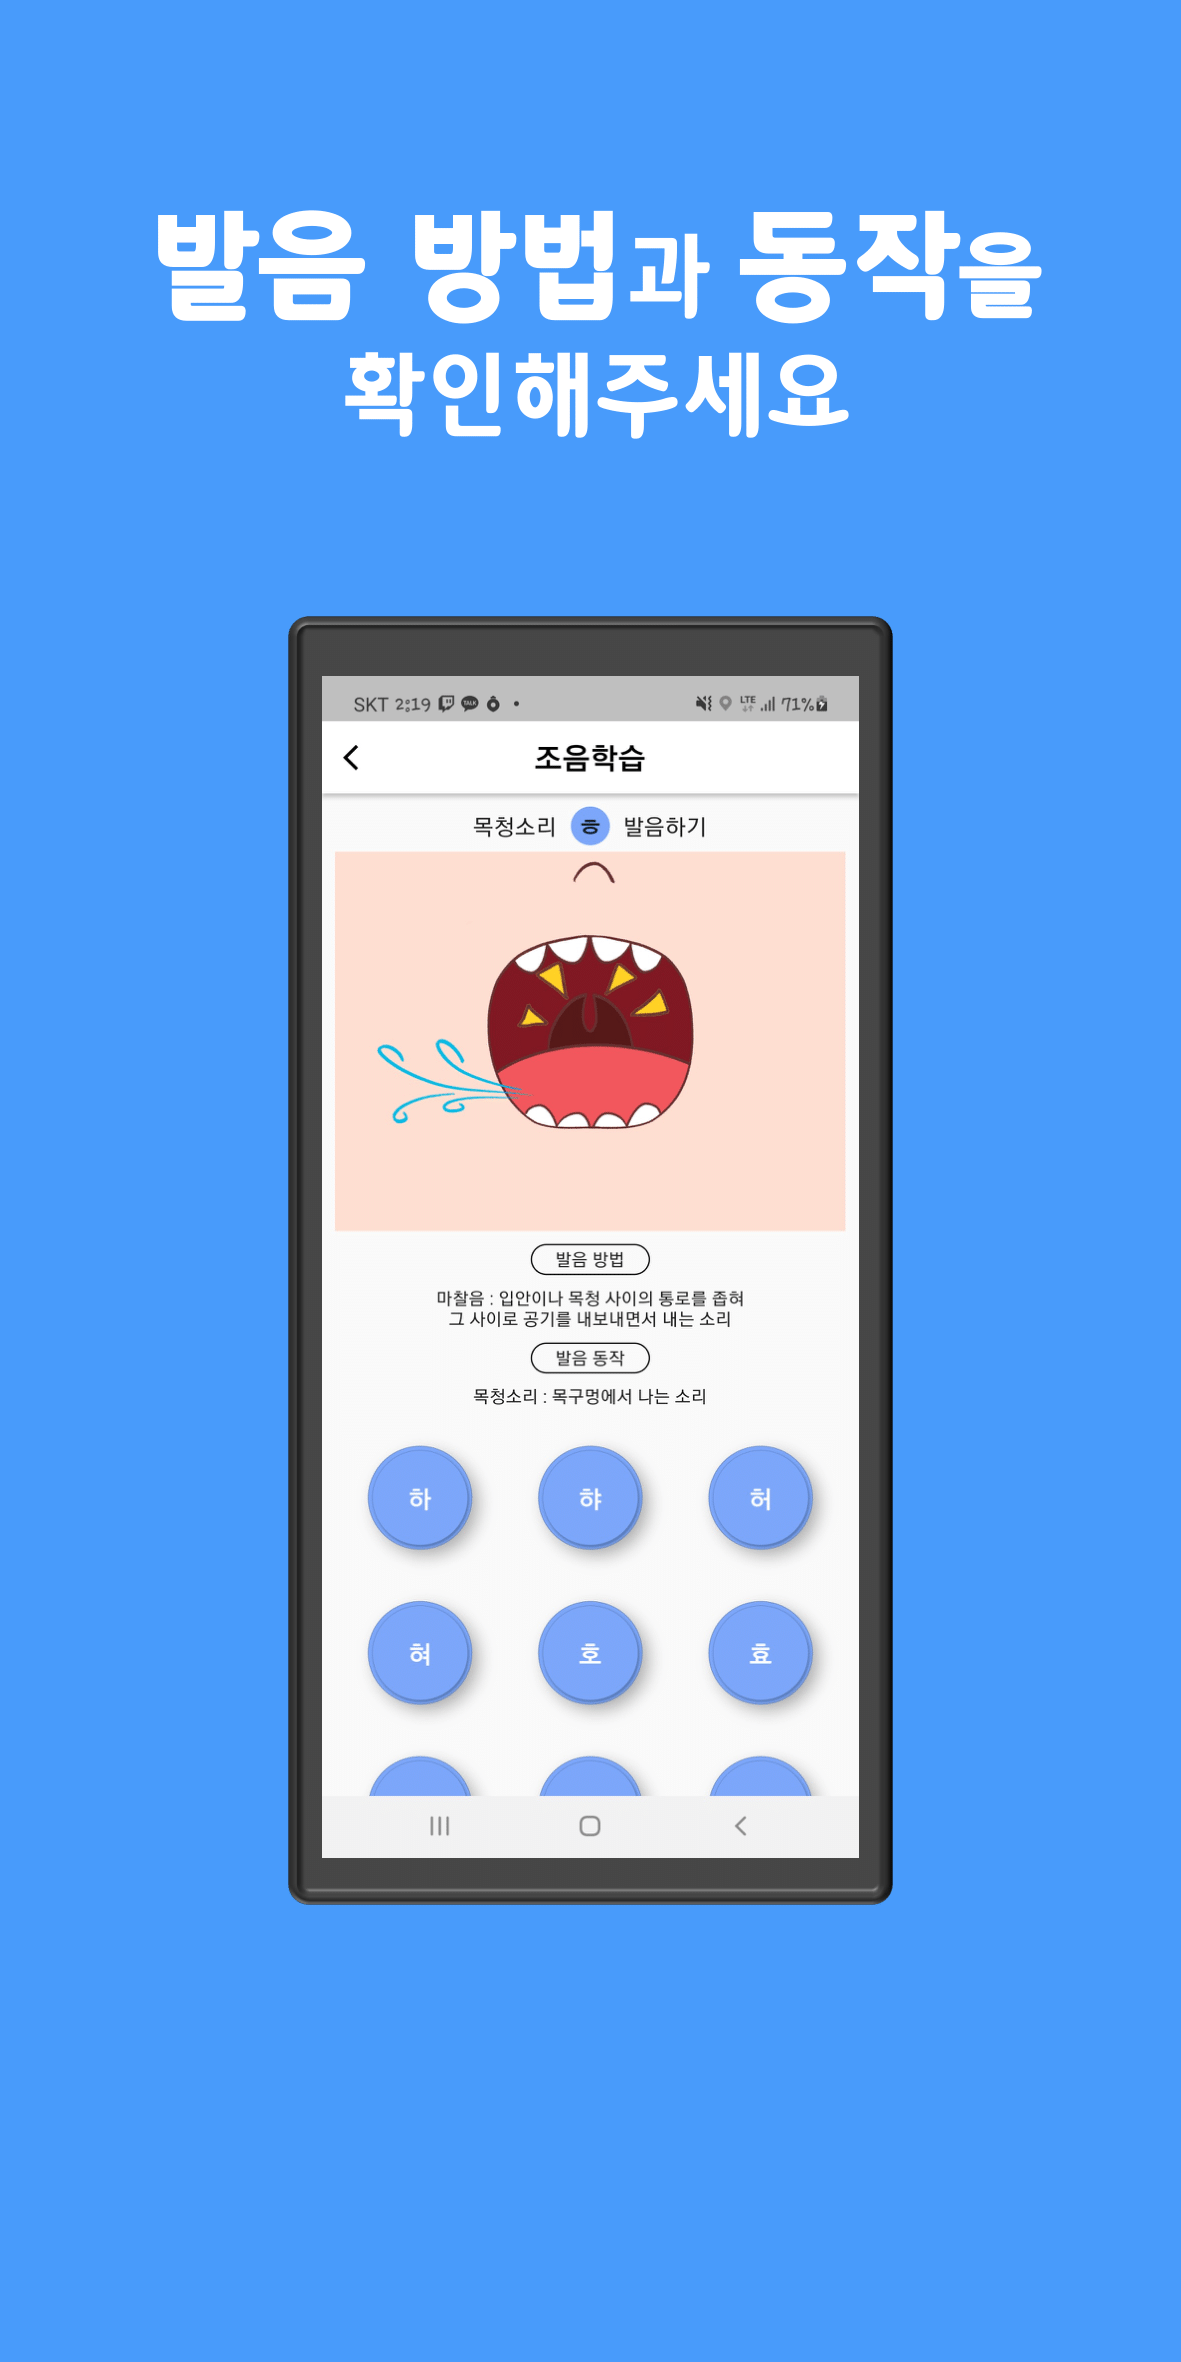 발음 방법과 동작을
확인해주세요
SKT 2:19 TALK LTE 71%
조음학습
목청소리 ㅎ 발음하기
발음 방법
마찰음 : 입안이나 목청 사이의 통로를 좁혀
그 사이로 공기를 내보내면서 내는 소리
발음 동작
목청소리 : 목구멍에서 나는 소리
하 햐 허
혀 호 효